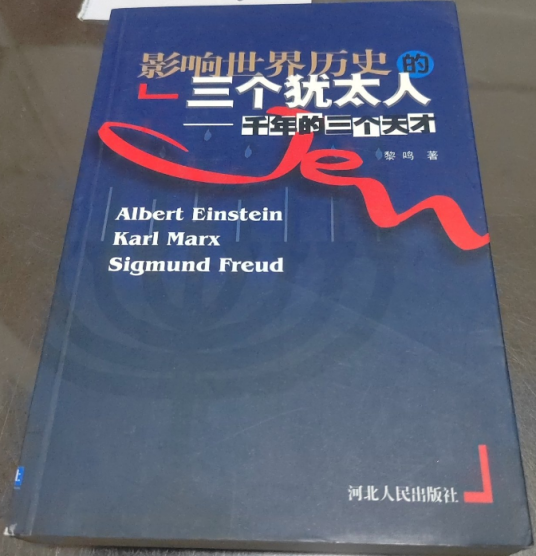 影响世界历史的
三个犹太人
——千年的三个天才
Jen
黎鸣 著
Albert Einstein
Karl Marx
Sigmund Freud
河北人民出版社